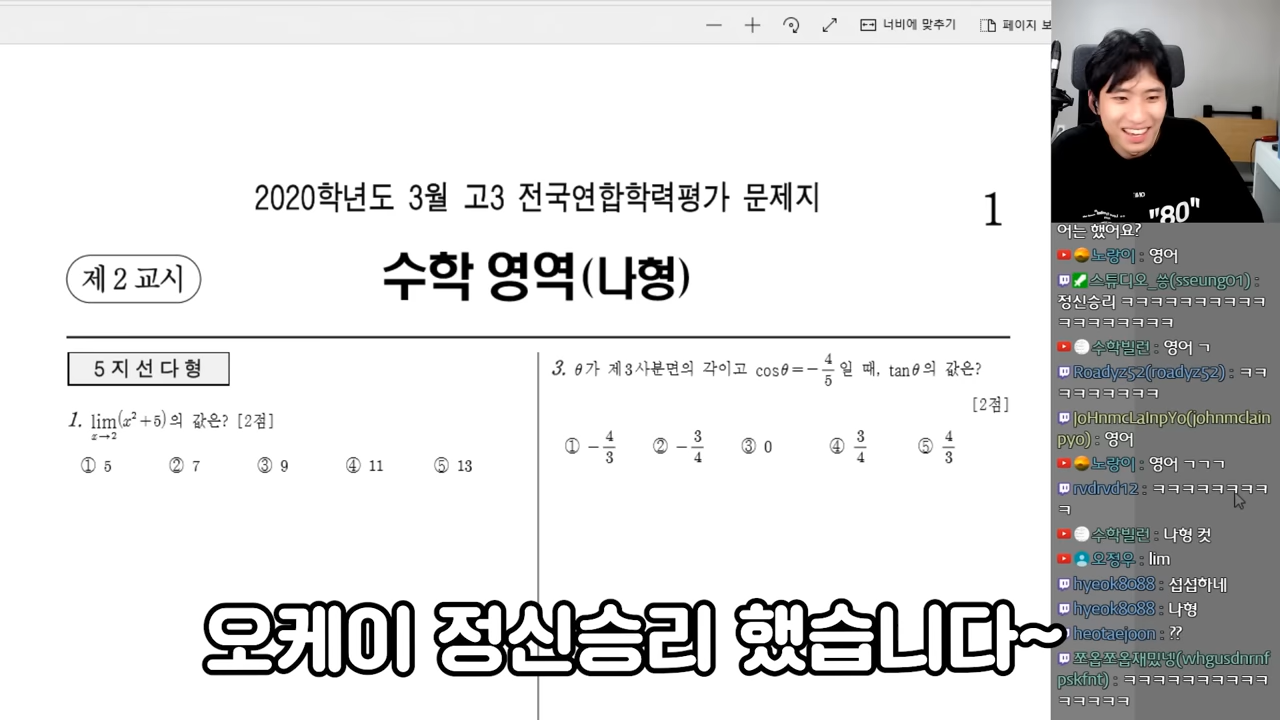 너비에 맞추기
페이지 보
2020학년도 3월 고3 전국연합학력평가 문제지
1
제 2 교시
수학 영역(나형)
5 지 선 다 형
1. lim(x²+5)의 값은? [2점]
x→2
① 5 ② 7 ③ 9 ④ 11 ⑤ 13
3. θ가 제3사분면의 각이고 cosθ=-4/5일 때, tanθ의 값은?
[2점]
① -4/3 ② -3/4 ③ 0 ④ 3/4 ⑤ 4/3
오케이 정신승리 했습니다~
"80"
어는 했어요?
노랑이 : 영어
스튜디오_쓩(sseung01) :
정신승리 ㅋㅋㅋㅋㅋㅋㅋㅋㅋㅋ
ㅋㅋㅋㅋㅋㅋㅋㅋ
수학빌런 : 영어 ㄱ
Roadyz52(roadyz52) : ㅋㅋ
ㅋㅋㅋㅋㅋㅋㅋ
JoHnmcLaInpYo(johnmclain
pyo) : 영어
노랑이 : 영어 ㄱㄱㄱ
rvdrvd12 : ㅋㅋㅋㅋㅋㅋㅋㅋ
ㅋ
수학빌런 : 나형 컷
오정우 : lim
hyeok8088 : 섭섭하네
hyeok8088 : 나형
heotaejoon : ??
쪼옵쪼옵재밌넹(whgusdnrnf
pskfnt) : ㅋㅋㅋㅋㅋㅋㅋㅋㅋㅋ
ㅋㅋㅋㅋㅋ